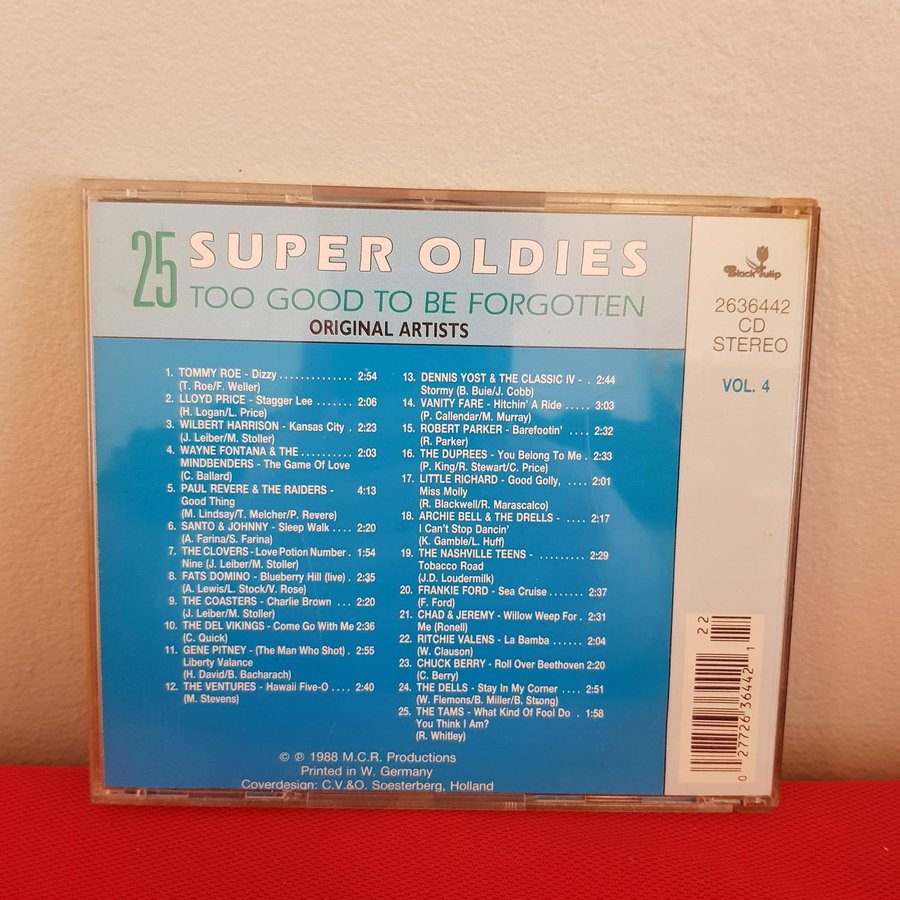 25 SUPER OLDIES
TOO GOOD TO BE FORGOTTEN
ORIGINAL ARTISTS
1. TOMMY ROE - Dizzy .............. 2:54
(T. Roe/F. Weller)
2. LLOYD PRICE - Stagger Lee ....... 2:06
(H. Logan/L. Price)
3. WILBERT HARRISON - Kansas City . 2:23
(J. Leiber/M. Stoller)
4. WAYNE FONTANA & THE .......... 2:03
MINDBENDERS - The Game Of Love
(C. Ballard)
5. PAUL REVERE & THE RAIDERS - 4:13
Good Thing
(M. Lindsay/T. Melcher/P. Revere)
6. SANTO & JOHNNY - Sleep Walk .... 2:20
(A. Farina/S. Farina)
7. THE CLOVERS - Love Potion Number . 1:54
Nine (J. Leiber/M. Stoller)
8. FATS DOMINO - Blueberry Hill (live) . 2:35
(A. Lewis/L. Stock/V. Rose)
9. THE COASTERS - Charlie Brown ... 2:20
(J. Leiber/M. Stoller)
10. THE DEL VIKINGS - Come Go With Me 2:36
(C. Quick)
11. GENE PITNEY - (The Man Who Shot) . 2:55
Liberty Valance
(H. David/B. Bacharach)
12. THE VENTURES - Hawaii Five-O .... 2:40
(M. Stevens)
13. DENNIS YOST & THE CLASSIC IV - . 2:44
Stormy (B. Buie/J. Cobb)
14. VANITY FARE - Hitchin' A Ride ..... 3:03
(P. Callendar/M. Murray)
15. ROBERT PARKER - Barefootin' .... 2:32
(R. Parker)
16. THE DUPREES - You Belong To Me . 2:33
(P. King/R. Stewart/C. Price)
17. LITTLE RICHARD - Good Golly, .... 2:01
Miss Molly
(R. Blackwell/R. Marascalco)
18. ARCHIE BELL & THE DRELLS - .... 2:17
I Can't Stop Dancin'
(K. Gamble/L. Huff)
19. THE NASHVILLE TEENS - ......... 2:29
Tobacco Road
(J.D. Loudermilk)
20. FRANKIE FORD - Sea Cruise ...... 2:37
(F. Ford)
21. CHAD & JEREMY - Willow Weep For . 2:31
Me (Ronell)
22. RITCHIE VALENS - La Bamba ...... 2:04
(W. Clauson)
23. CHUCK BERRY - Roll Over Beethoven 2:20
(C. Berry)
24. THE DELLS - Stay In My Corner .... 2:51
(W. Flemons/B. Miller/B. Strong)
25. THE TAMS - What Kind Of Fool Do . 1:58
You Think I Am?
(R. Whitley)
© ℗ 1988 M.C.R. Productions
Printed in W. Germany
Coverdesign: C.V.&O. Soesterberg, Holland
Black Tulip
2636442
CD
STEREO
VOL. 4
22
0 27726 36442 1